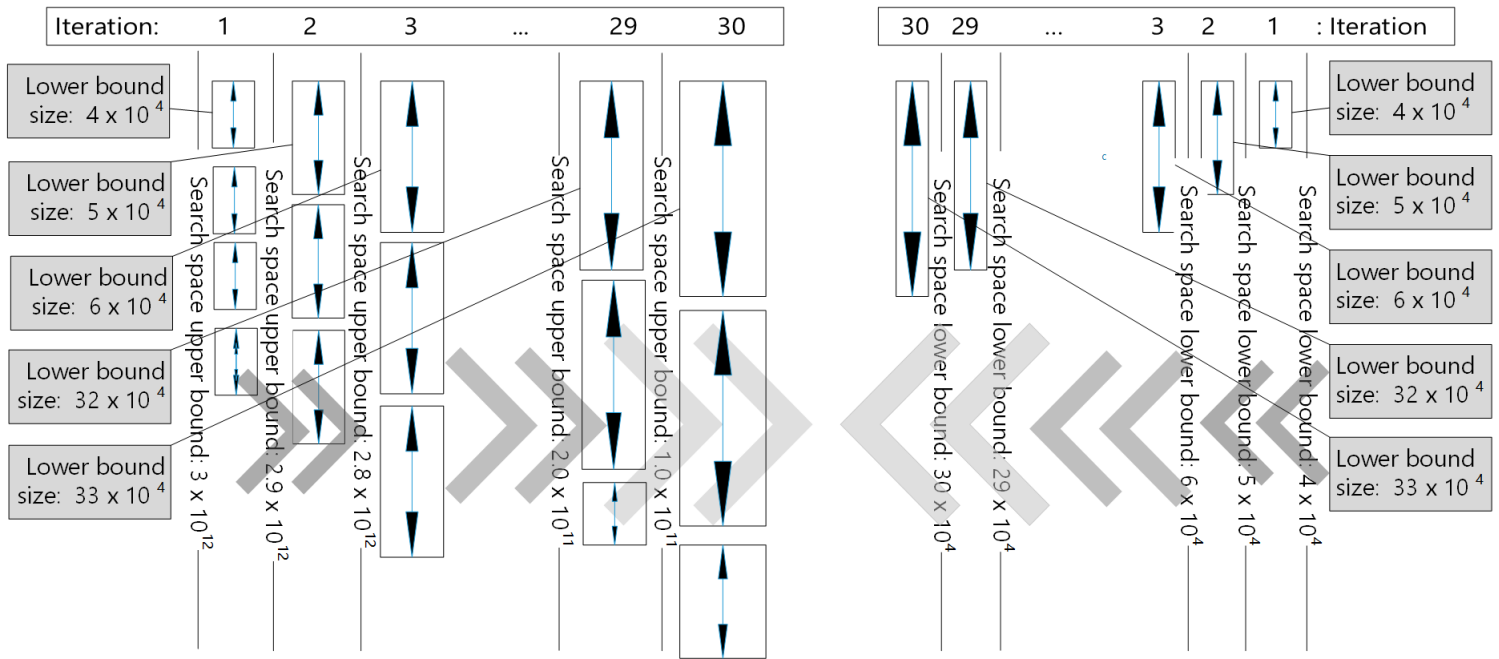 Iteration: 1 2 3 ... 29 30
30 29 ... 3 2 1 : Iteration
Lower bound
size: 4 x 10 4
Lower bound
size: 5 x 10 4
Lower bound
size: 6 x 10 4
Lower bound
size: 32 x 10 4
Lower bound
size: 33 x 10 4
Search space upper bound: 3 x 10 12
Search space upper bound: 2.9 x 10 12
Search space upper bound: 2.8 x 10 12
Search space upper bound: 2.0 x 10 11
Search space upper bound: 1.0 x 10 11
Search space lower bound: 30 x 10 4
Search space lower bound: 29 x 10 4
c
Search space lower bound: 6 x 10 4
Search space lower bound: 5 x 10 4
Search space lower bound: 4 x 10 4
Lower bound
size: 4 x 10 4
Lower bound
size: 5 x 10 4
Lower bound
size: 6 x 10 4
Lower bound
size: 32 x 10 4
Lower bound
size: 33 x 10 4